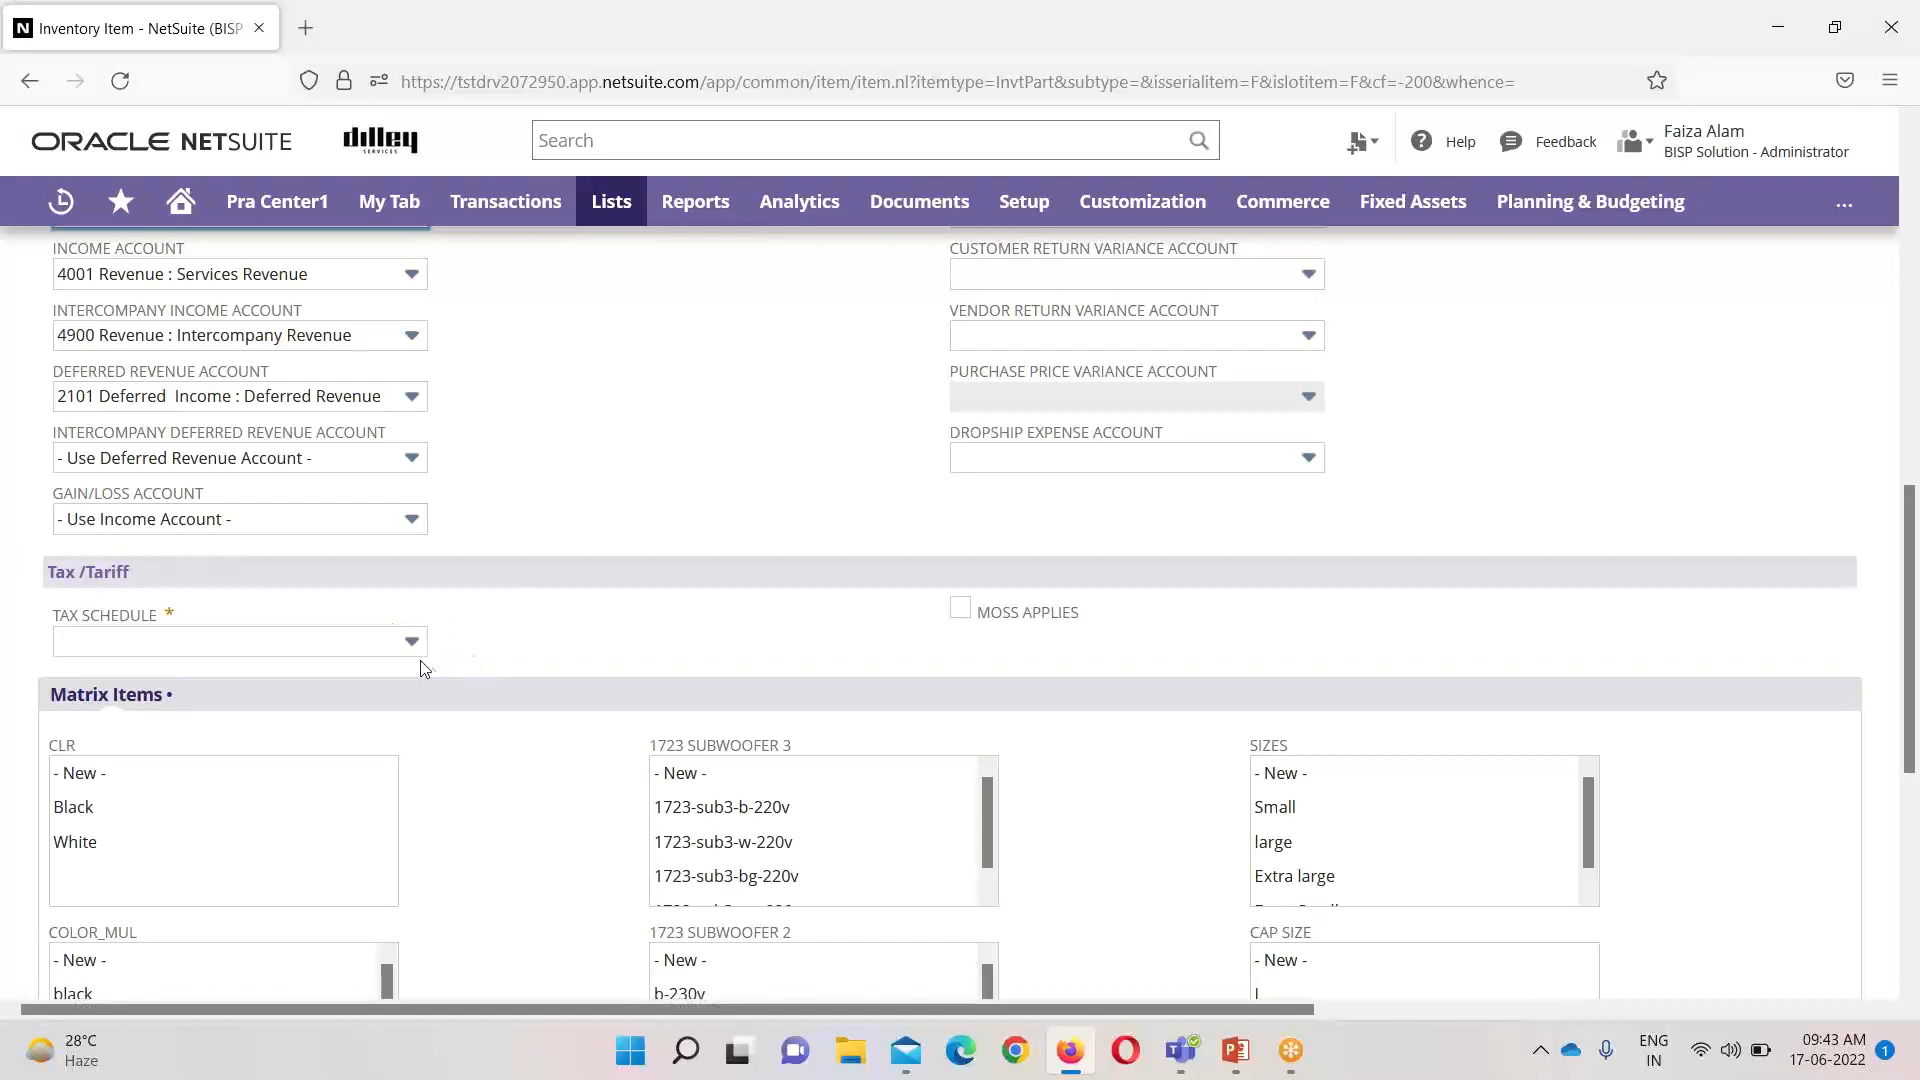 Inventory Item - NetSuite (BISP
https://tstdrv2072950.app.netsuite.com/app/common/item/item.nl?itemtype=InvtPart&subtype=&isserialitem=F&islotitem=F&cf=-200&whence=
ORACLE NETSUITE
dilley
SERVICES
Search
Help
Feedback
Faiza Alam
BISP Solution - Administrator
Pra Center1 My Tab Transactions Lists Reports Analytics Documents Setup Customization Commerce Fixed Assets Planning & Budgeting ...
INCOME ACCOUNT
4001 Revenue : Services Revenue
INTERCOMPANY INCOME ACCOUNT
4900 Revenue : Intercompany Revenue
DEFERRED REVENUE ACCOUNT
2101 Deferred Income : Deferred Revenue
INTERCOMPANY DEFERRED REVENUE ACCOUNT
- Use Deferred Revenue Account -
GAIN/LOSS ACCOUNT
- Use Income Account -
CUSTOMER RETURN VARIANCE ACCOUNT
VENDOR RETURN VARIANCE ACCOUNT
PURCHASE PRICE VARIANCE ACCOUNT
DROPSHIP EXPENSE ACCOUNT
Tax /Tariff
TAX SCHEDULE *
MOSS APPLIES
Matrix Items •
CLR
- New -
Black
White
1723 SUBWOOFER 3
- New -
1723-sub3-b-220v
1723-sub3-w-220v
1723-sub3-bg-220v
SIZES
- New -
Small
large
Extra large
COLOR_MUL
- New -
black
1723 SUBWOOFER 2
- New -
b-230v
CAP SIZE
- New -
28°C
Haze
ENG
IN
09:43 AM
17-06-2022
1